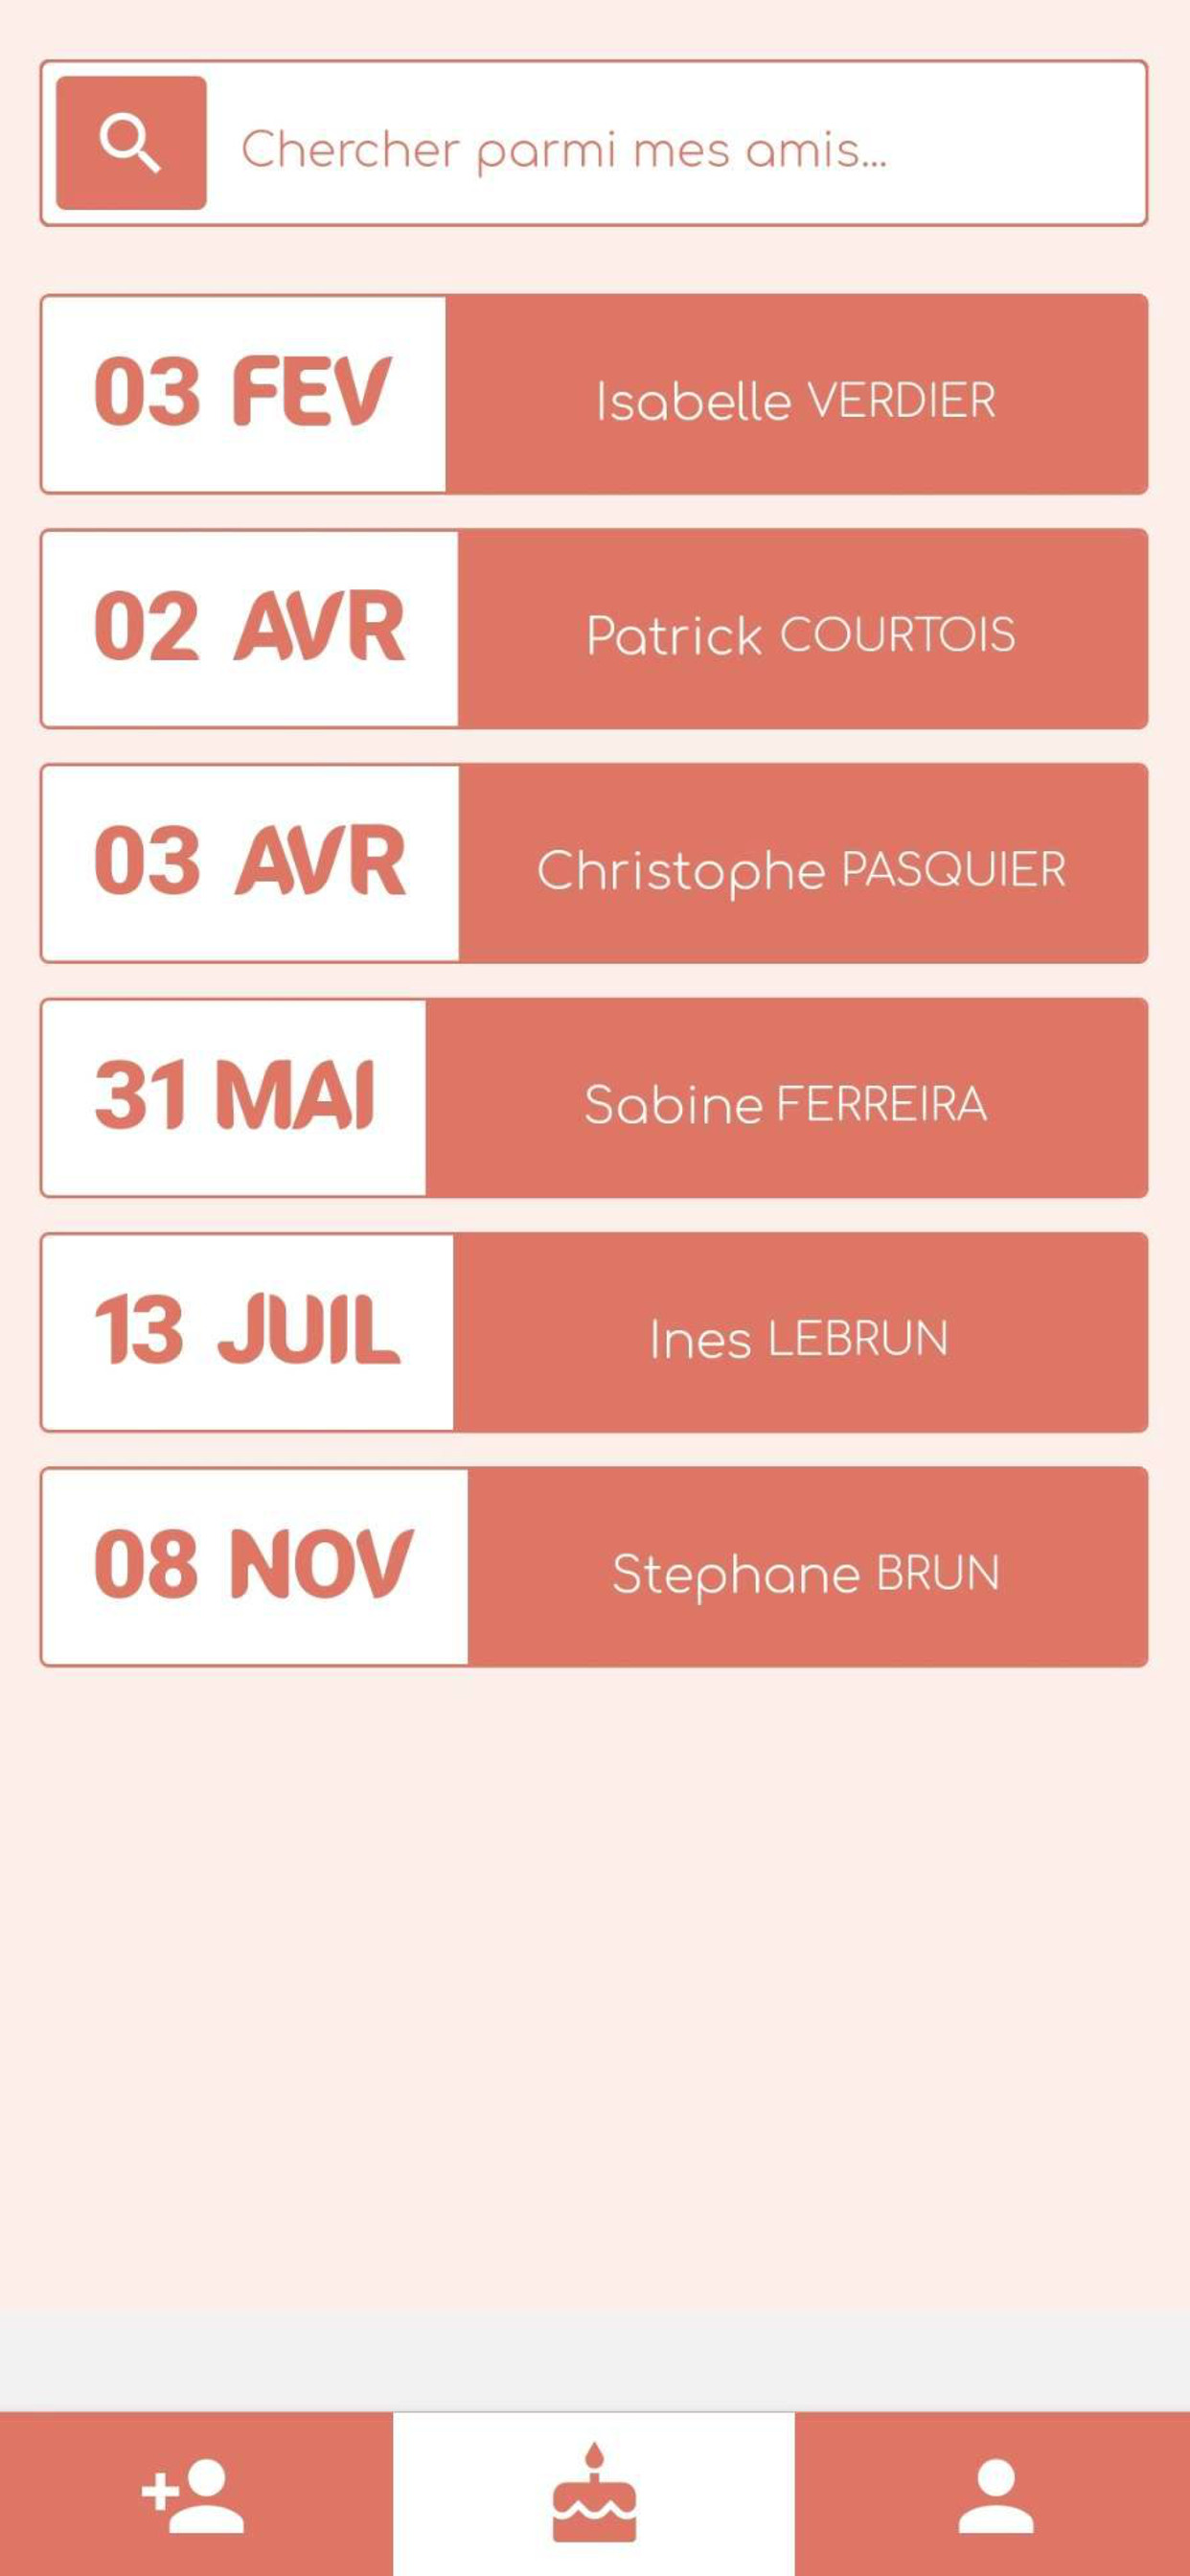 Chercher parmi mes amis...
03 FEV Isabelle VERDIER
02 AVR Patrick COURTOIS
03 AVR Christophe PASQUIER
31 MAI Sabine FERREIRA
13 JUIL Ines LEBRUN
08 NOV Stephane BRUN